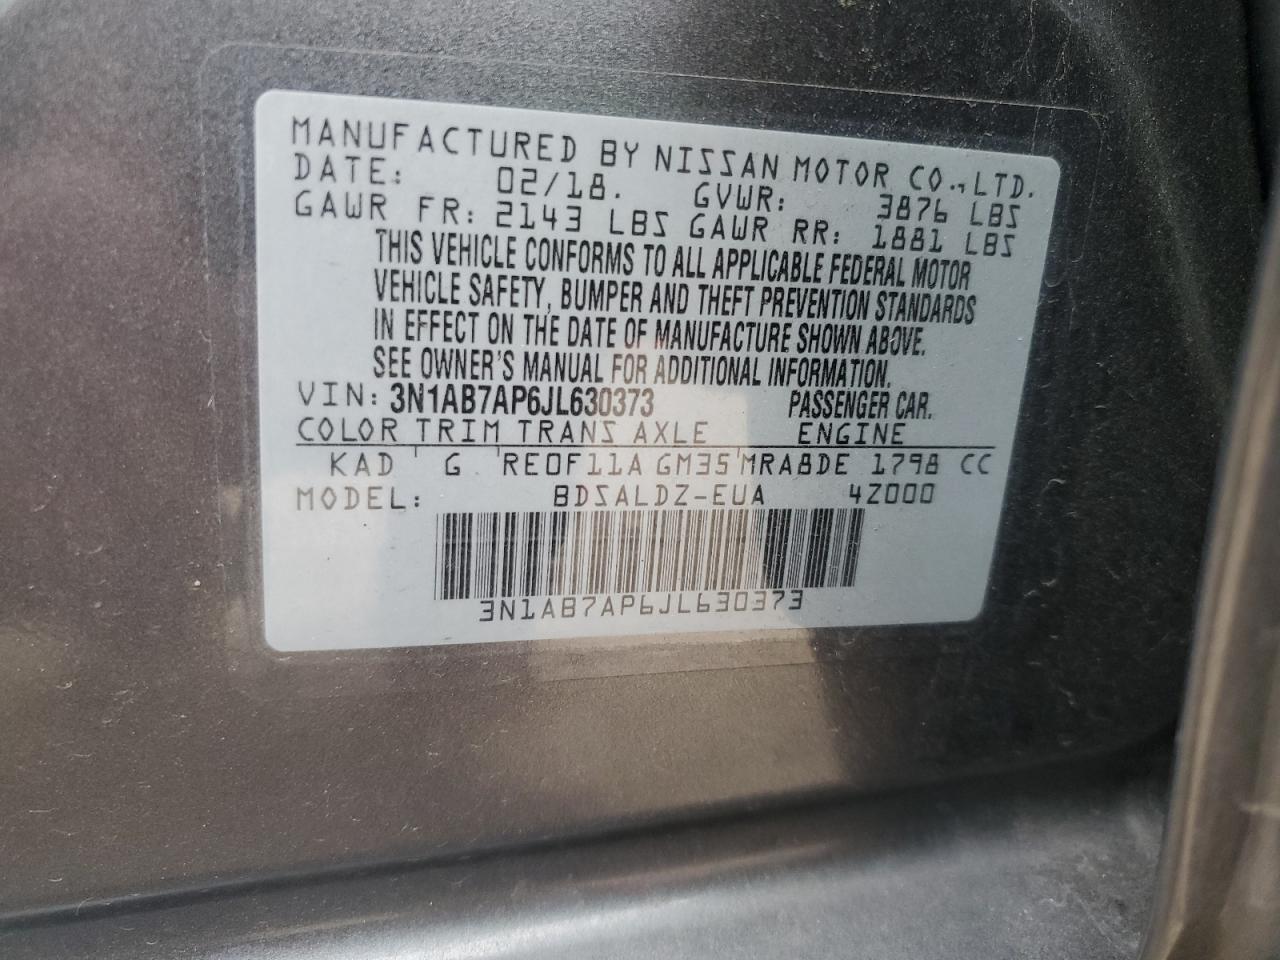 MANUFACTURED BY NISSAN MOTOR CO., LTD.
DATE: 02/18. GVWR: 3876 LBS
GAWR FR: 2143 LBS GAWR RR: 1881 LBS
THIS VEHICLE CONFORMS TO ALL APPLICABLE FEDERAL MOTOR
VEHICLE SAFETY, BUMPER AND THEFT PREVENTION STANDARDS
IN EFFECT ON THE DATE OF MANUFACTURE SHOWN ABOVE.
SEE OWNER'S MANUAL FOR ADDITIONAL INFORMATION.
VIN: 3N1AB7AP6JL630373 PASSENGER CAR.
COLOR TRIM TRANS AXLE ENGINE
KAD G RE0F11A GM35 MRA8DE 1798 CC
MODEL: BDSALDZ-EUA 4Z000
3N1AB7AP6JL630373